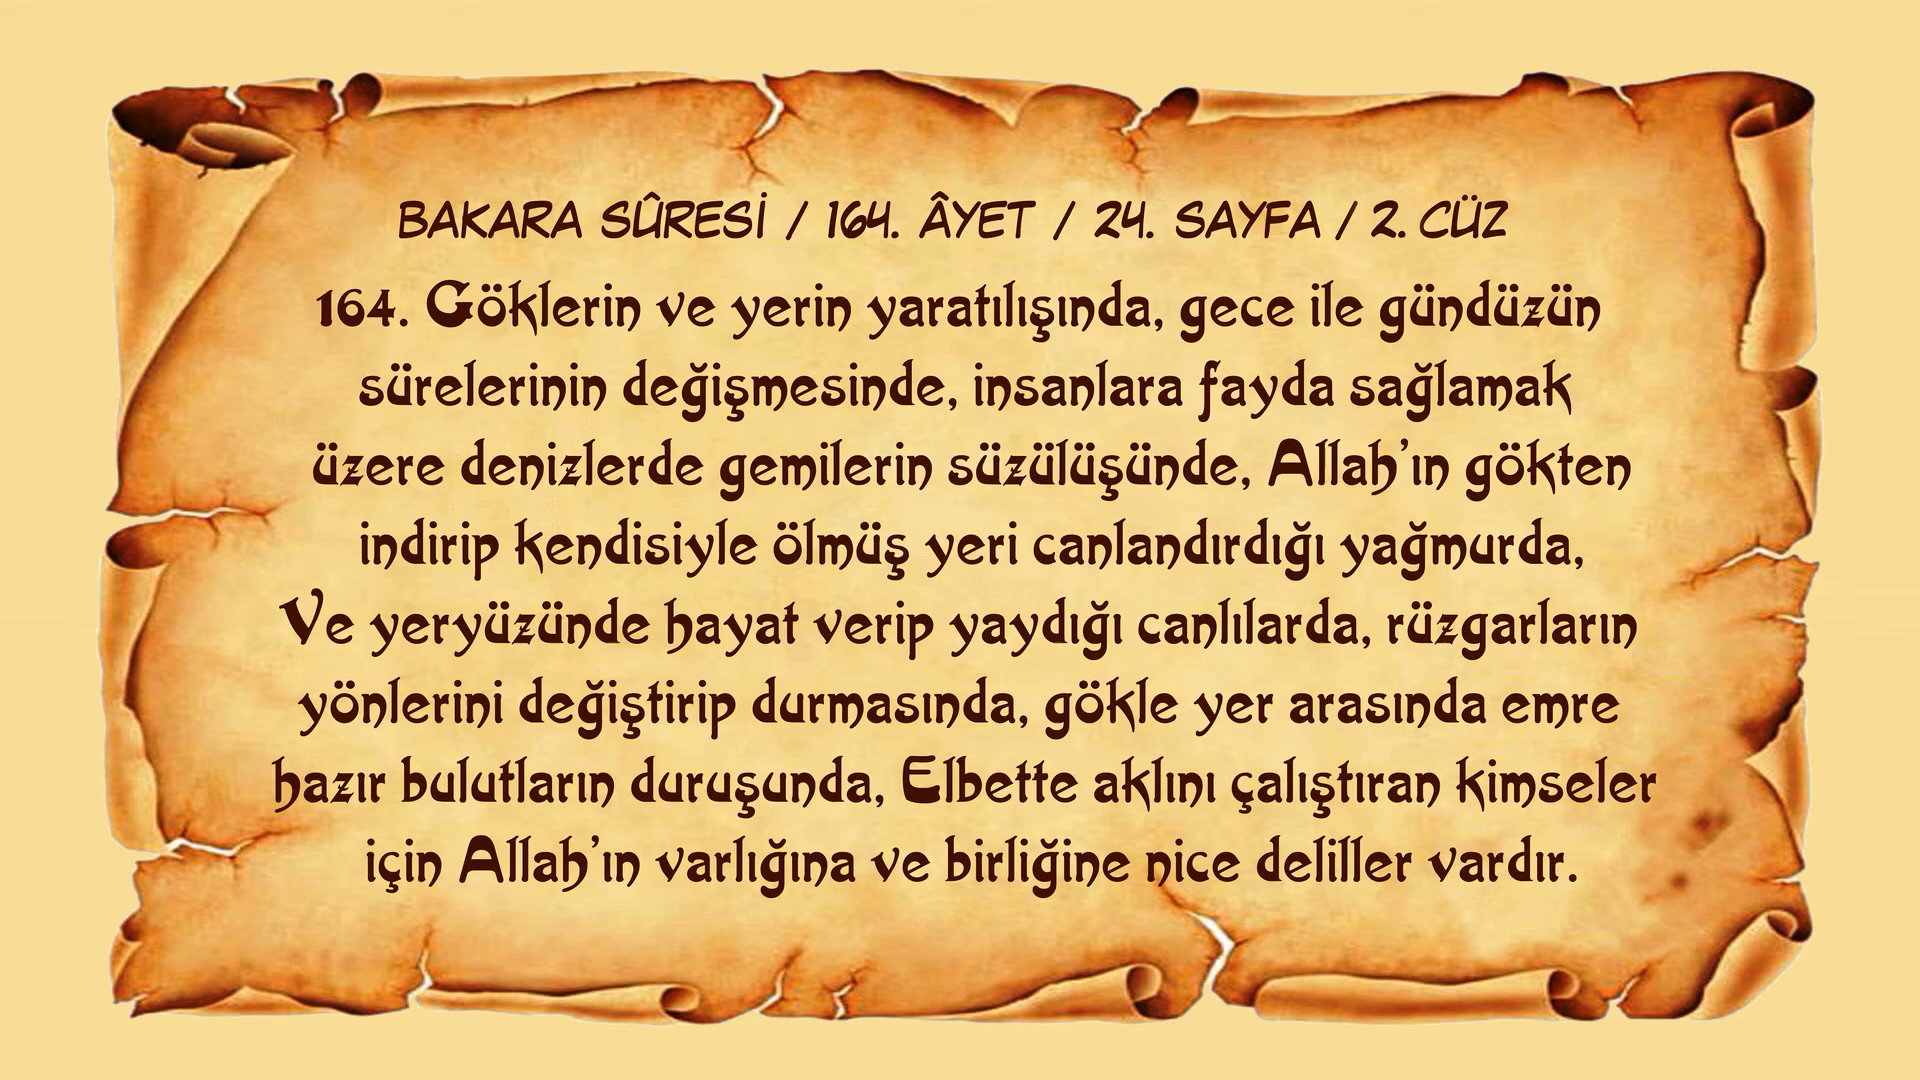 BAKARA SÛRESİ / 164. ÂYET / 24. SAYFA / 2. CÜZ
164. Göklerin ve yerin yaratılışında, gece ile gündüzün
sürelerinin değişmesinde, insanlara fayda sağlamak
üzere denizlerde gemilerin süzülüşünde, Allah’ın gökten
indirip kendisiyle ölmüş yeri canlandırdığı yağmurda,
Ve yeryüzünde hayat verip yaydığı canlılarda, rüzgarların
yönlerini değiştirip durmasında, gökle yer arasında emre
hazır bulutların duruşunda, Elbette aklını çalıştıran kimseler
için Allah’ın varlığına ve birliğine nice deliller vardır.